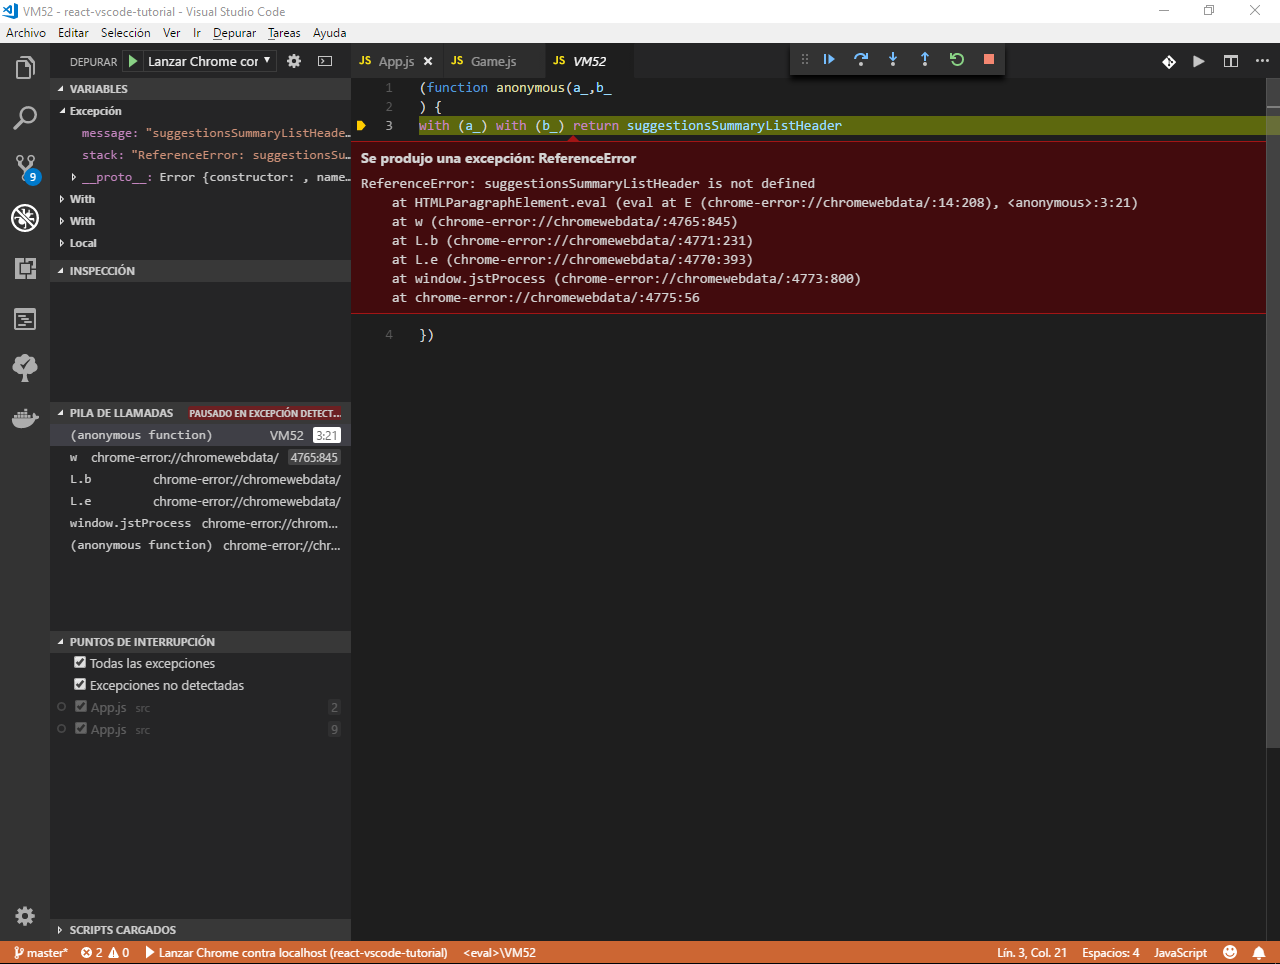 VM52 - react-vscode-tutorial - Visual Studio Code
Archivo Editar Selección Ver Ir Depurar Tareas Ayuda
DEPURAR Lanzar Chrome cor
JS App.js JS Game.js JS VM52
VARIABLES
Excepción
message: "suggestionsSummaryListHeade…
stack: "ReferenceError: suggestionsSu…
__proto__: Error {constructor: , name…
With
With
Local
INSPECCIÓN
PILA DE LLAMADAS PAUSADO EN EXCEPCIÓN DETECT...
(anonymous function) VM52 3:21
w chrome-error://chromewebdata/ 4765:845
L.b chrome-error://chromewebdata/
L.e chrome-error://chromewebdata/
window.jstProcess chrome-error://chrom...
(anonymous function) chrome-error://chr...
PUNTOS DE INTERRUPCIÓN
Todas las excepciones
Excepciones no detectadas
App.js src 2
App.js src 9
SCRIPTS CARGADOS
9
1 (function anonymous(a_,b_
2 ) {
3 with (a_) with (b_) return suggestionsSummaryListHeader
Se produjo una excepción: ReferenceError
ReferenceError: suggestionsSummaryListHeader is not defined
at HTMLParagraphElement.eval (eval at E (chrome-error://chromewebdata/:14:208), <anonymous>:3:21)
at w (chrome-error://chromewebdata/:4765:845)
at L.b (chrome-error://chromewebdata/:4771:231)
at L.e (chrome-error://chromewebdata/:4770:393)
at window.jstProcess (chrome-error://chromewebdata/:4773:800)
at chrome-error://chromewebdata/:4775:56
4 })
master* 2 0 Lanzar Chrome contra localhost (react-vscode-tutorial) <eval>\VM52 Lín. 3, Col. 21 Espacios: 4 JavaScript